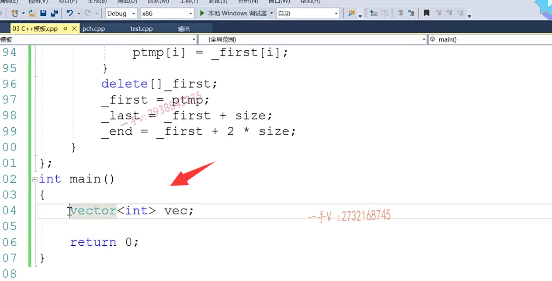 Debug x86 本地 Windows 调试器 自动
03 C++模板.cpp pch.cpp test.cpp 输出
模板 (全局范围) main()
94 ptmp[i] = _first[i];
95 }
96 delete[]_first;
97 _first = ptmp;
98 _last = _first + size;
99 _end = _first + 2 * size;
00 }
01 };
02 int main()
03 {
04 vector<int> vec;
05
06 return 0;
07 }
08
一手V :2732168745